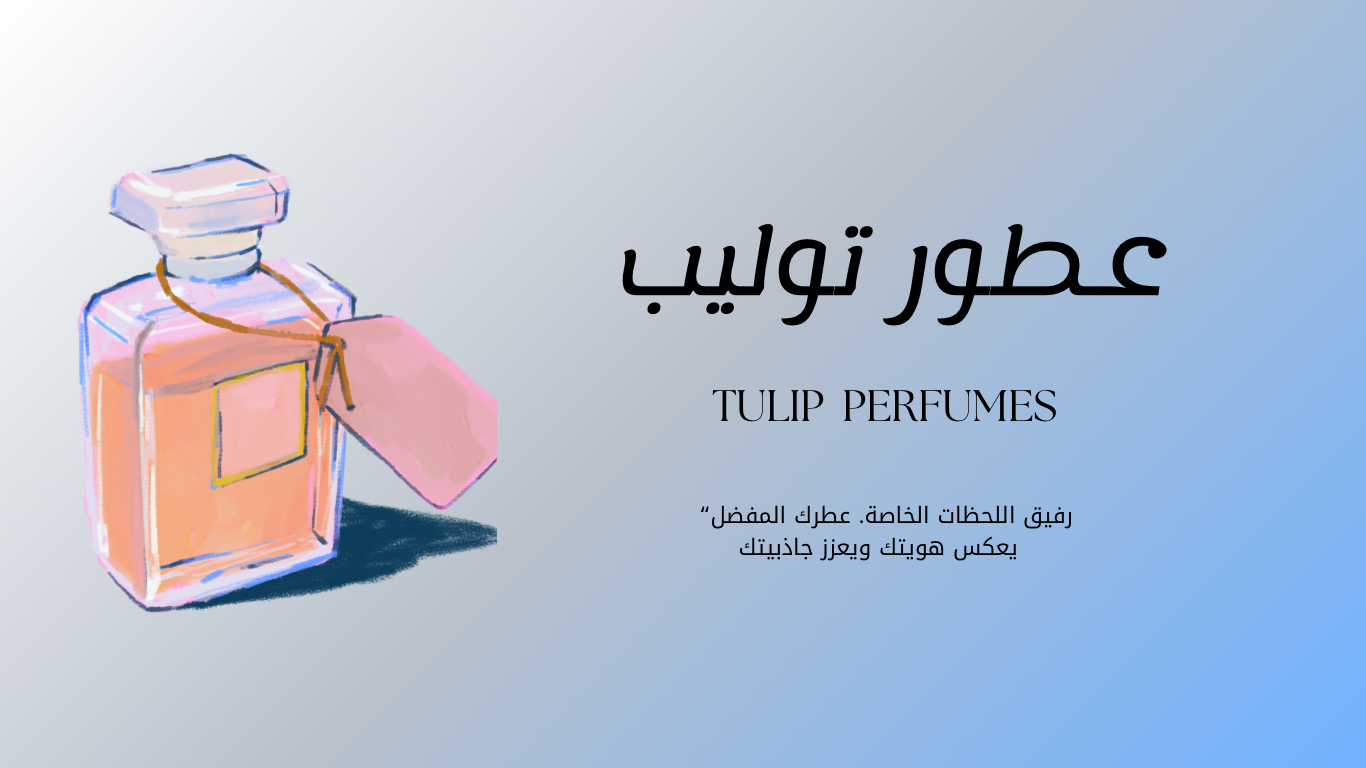 عطور توليب
TULIP PERFUMES
رفيق اللحظات الخاصة. عطرك المفضل“
يعكس هويتك ويعزز جاذبيتك